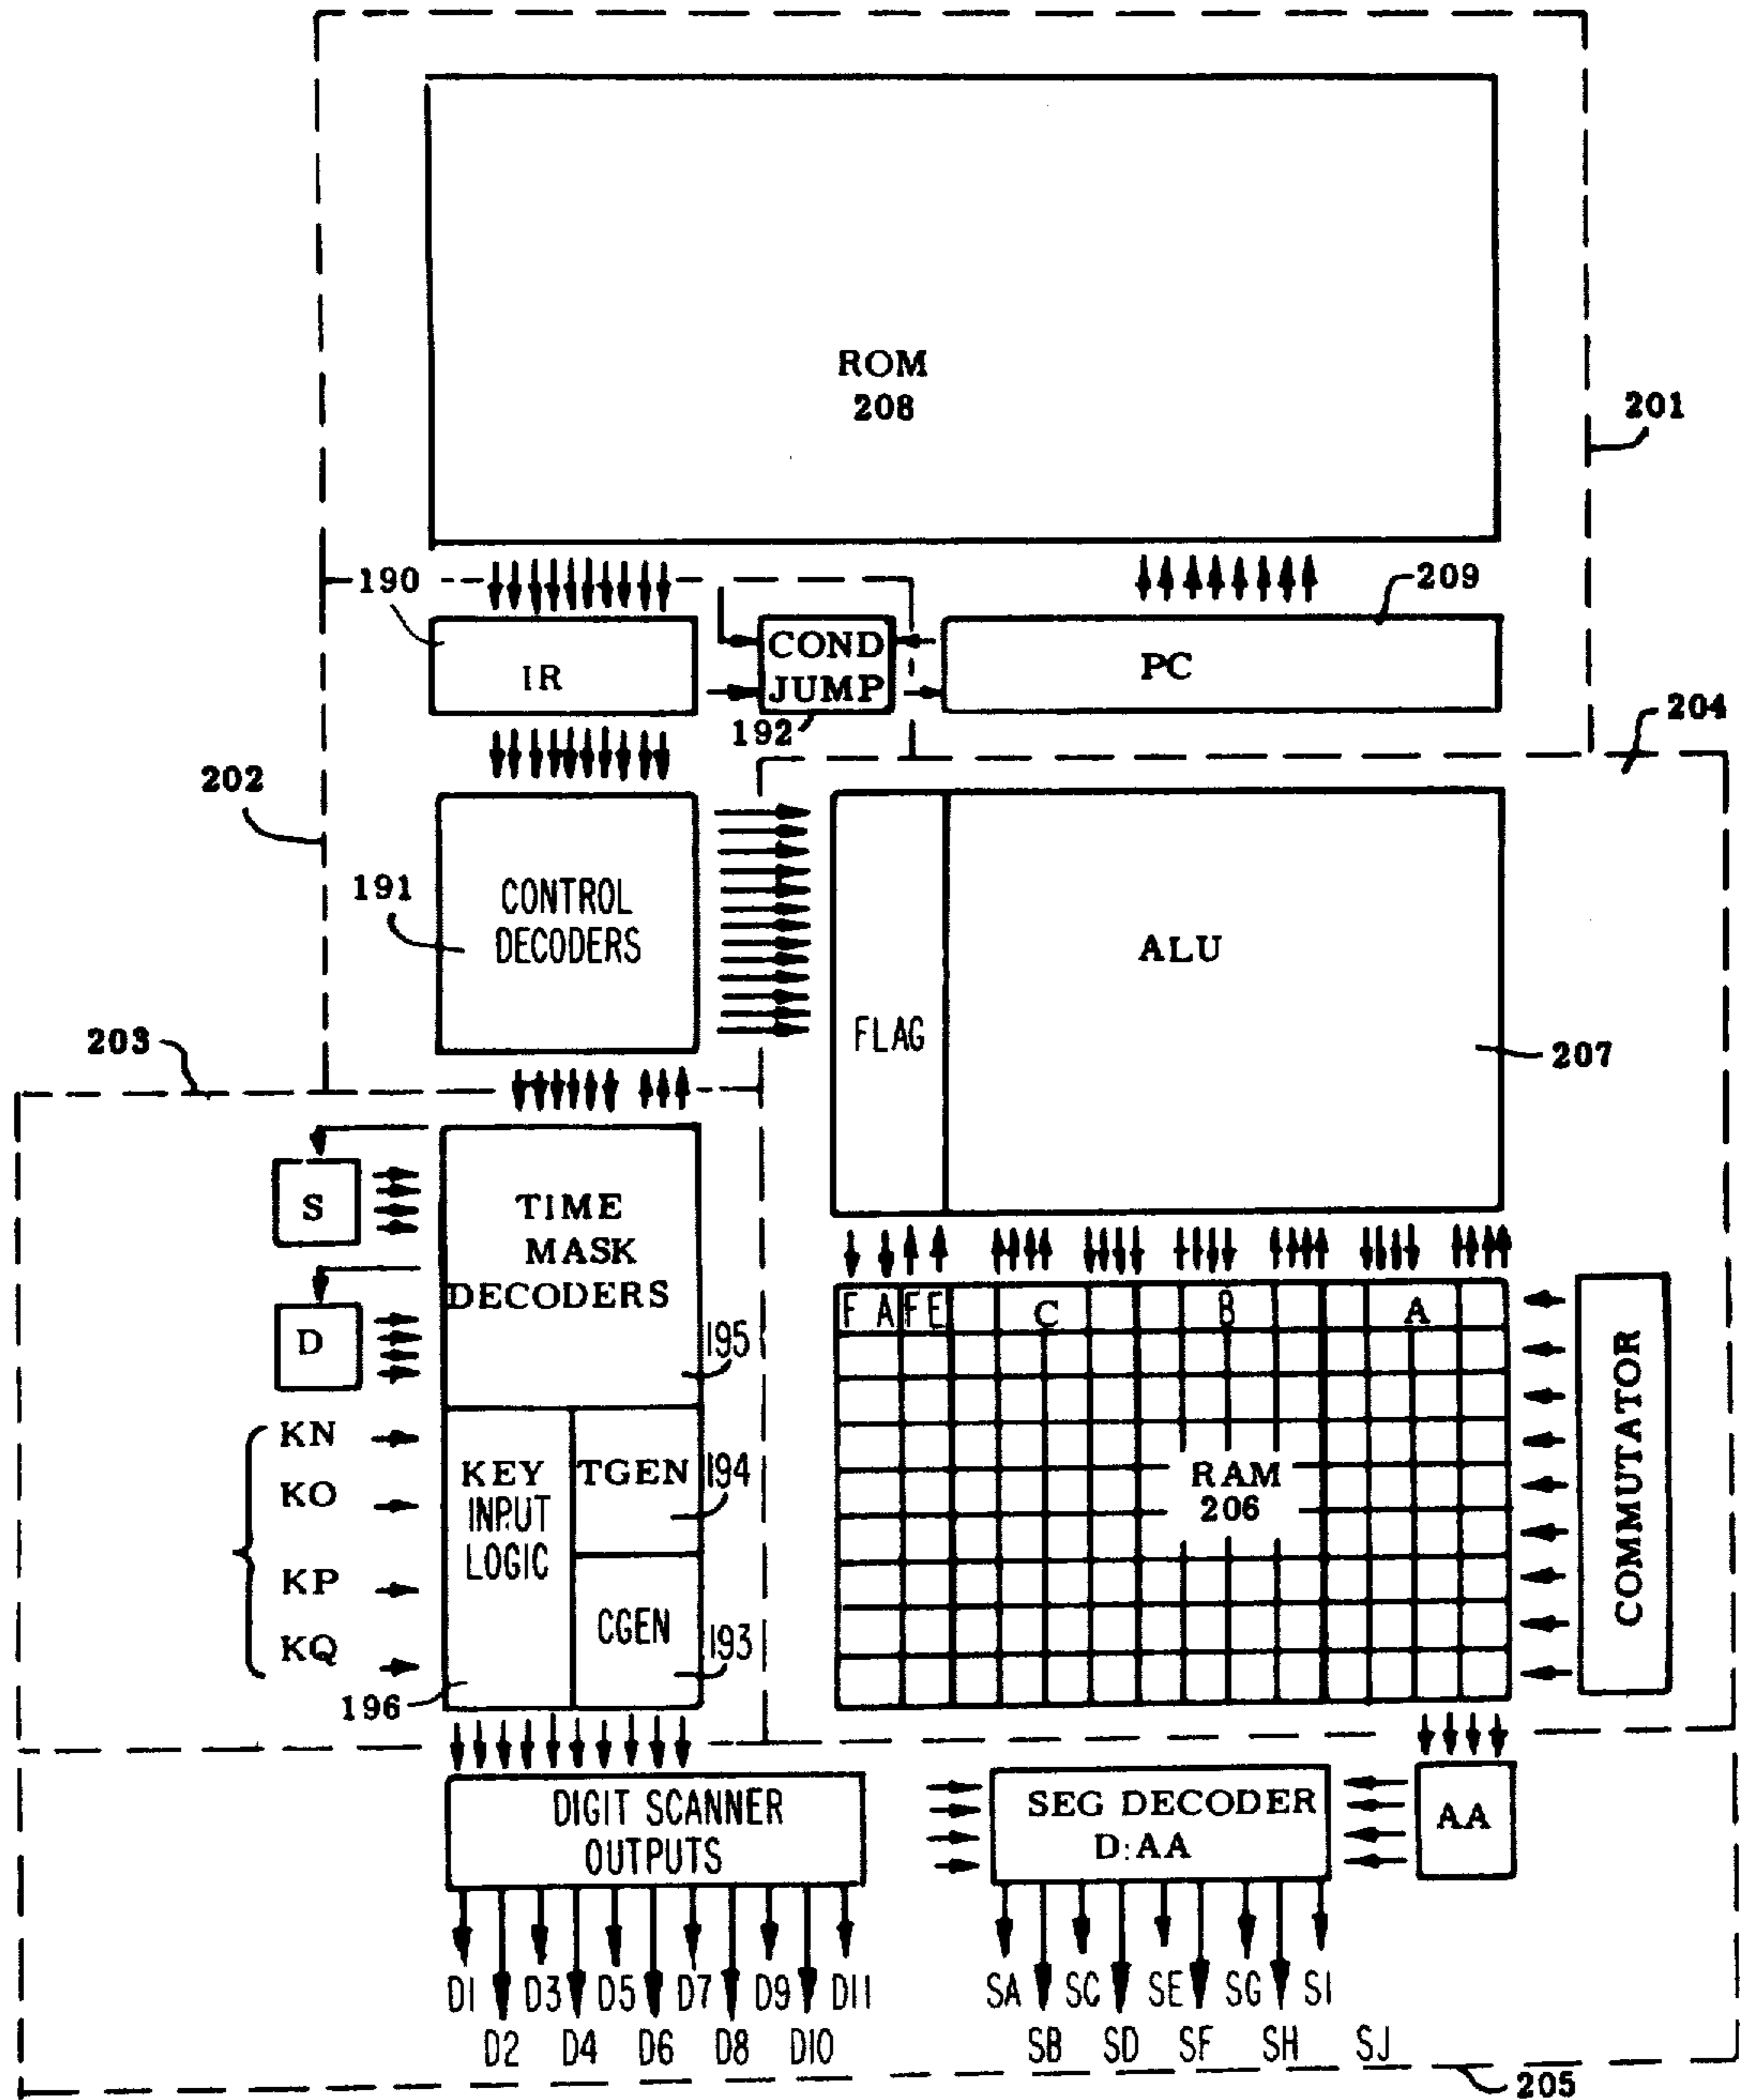 ROM
208
201
190
209
IR
COND
JUMP
192
PC
204
202
191
CONTROL
DECODERS
FLAG
ALU
207
203
S
D
TIME
MASK
DECODERS
195
KN
KO
KP
KQ
KEY
INPUT
LOGIC
196
TGEN
194
CGEN
193
F A F E C B A
RAM
206
COMMUTATOR
DIGIT SCANNER
OUTPUTS
SEG DECODER
D:AA
AA
D1 D3 D5 D7 D9 D11
D2 D4 D6 D8 D10
SA SC SE SG SI
SB SD SF SH SJ
205